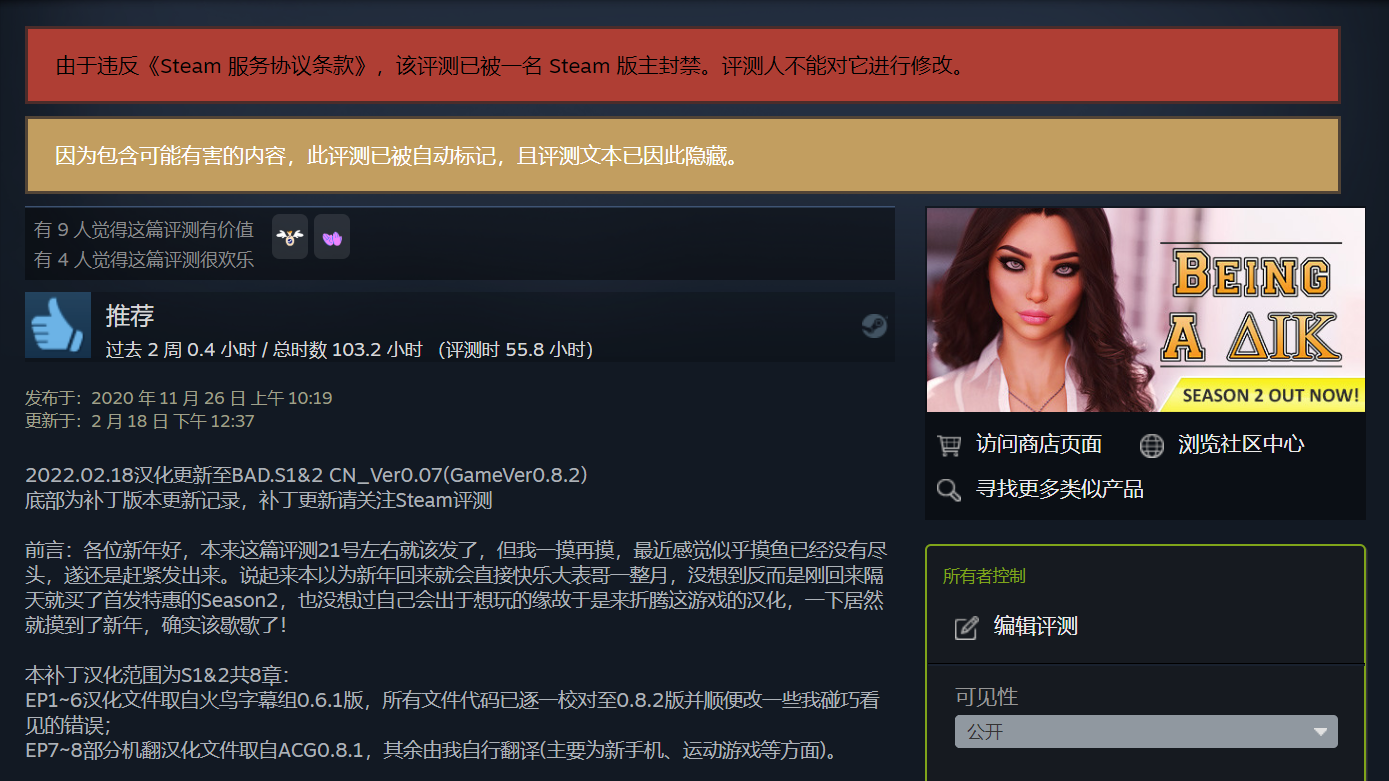 由于违反《Steam 服务协议条款》，该评测已被一名 Steam 版主封禁。评测人不能对它进行修改。
因为包含可能有害的内容，此评测已被自动标记，且评测文本已因此隐藏。
有 9 人觉得这篇评测有价值
有 4 人觉得这篇评测很欢乐
推荐
过去 2 周 0.4 小时 / 总时数 103.2 小时 （评测时 55.8 小时）
发布于：2020 年 11 月 26 日 上午 10:19
更新于：2 月 18 日 下午 12:37
2022.02.18汉化更新至BAD.S1&2 CN_Ver0.07(GameVer0.8.2)
底部为补丁版本更新记录，补丁更新请关注Steam评测
前言：各位新年好，本来这篇评测21号左右就该发了，但我一摸再摸，最近感觉似乎摸鱼已经没有尽
头，遂还是赶紧发出来。说起来本以为新年回来就会直接快乐大表哥一整月，没想到反而是刚回来隔
天就买了首发特惠的Season2，也没想过自己会出于想玩的缘故于是来折腾这游戏的汉化，一下居然
就摸到了新年，确实该歇歇了！
本补丁汉化范围为S1&2共8章：
EP1~6汉化文件取自火鸟字幕组0.6.1版，所有文件代码已逐一校对至0.8.2版并顺便改一些我碰巧看
见的错误；
EP7~8部分机翻汉化文件取自ACG0.8.1，其余由我自行翻译(主要为新手机、运动游戏等方面)。
BEING
A ΔIK
SEASON 2 OUT NOW!
访问商店页面
浏览社区中心
寻找更多类似产品
所有者控制
编辑评测
可见性
公开